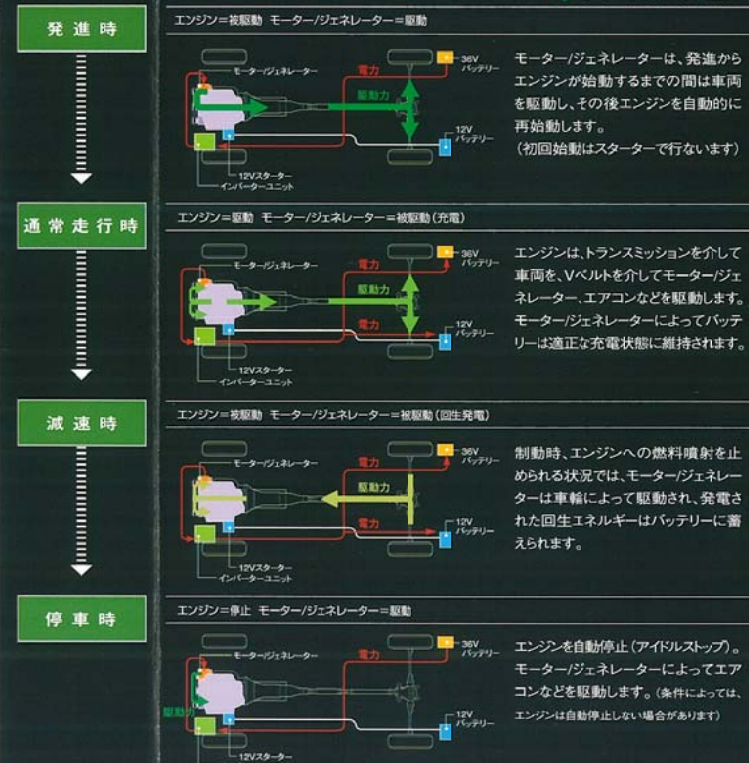 発進時
エンジン=被駆動 モーター/ジェネレーター=駆動
モーター/ジェネレーター
電力
36V
バッテリー
駆動力
12V
バッテリー
12Vスターター
インバーターユニット
モーター/ジェネレーターは、発進から
エンジンが始動するまでの間は車両
を駆動し、その後エンジンを自動的に
再始動します。
(初回始動はスターターで行ないます)
通常走行時
エンジン=駆動 モーター/ジェネレーター=被駆動(充電)
モーター/ジェネレーター
電力
36V
バッテリー
駆動力
電力
12V
バッテリー
12Vスターター
インバーターユニット
エンジンは、トランスミッションを介して
車両を、Vベルトを介してモーター/ジェ
ネレーター、エアコンなどを駆動します。
モーター/ジェネレーターによってバッテ
リーは適正な充電状態に維持されます。
減速時
エンジン=被駆動 モーター/ジェネレーター=被駆動(回生発電)
モーター/ジェネレーター
電力
36V
バッテリー
駆動力
電力
12V
バッテリー
12Vスターター
インバーターユニット
制動時、エンジンへの燃料噴射を止
められる状況では、モーター/ジェネレー
ターは車輪によって駆動され、発電さ
れた回生エネルギーはバッテリーに蓄
えられます。
停車時
エンジン=停止 モーター/ジェネレーター=駆動
モーター/ジェネレーター
電力
36V
バッテリー
駆動力
12V
バッテリー
12Vスターター
エンジンを自動停止(アイドルストップ)。
モーター/ジェネレーターによってエア
コンなどを駆動します。(条件によっては、
エンジンは自動停止しない場合があります)